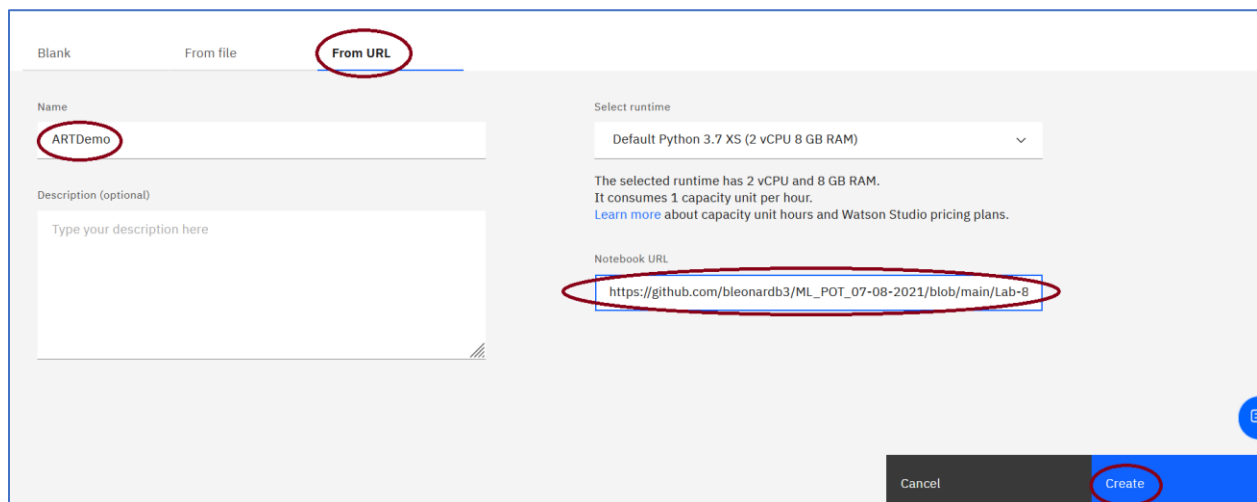 Blank From file From URL
Name
ARTDemo
Description (optional)
Type your description here
Select runtime
Default Python 3.7 XS (2 vCPU 8 GB RAM)
The selected runtime has 2 vCPU and 8 GB RAM.
It consumes 1 capacity unit per hour.
Learn more about capacity unit hours and Watson Studio pricing plans.
Notebook URL
https://github.com/bleonardb3/ML_POT_07-08-2021/blob/main/Lab-8
Cancel Create